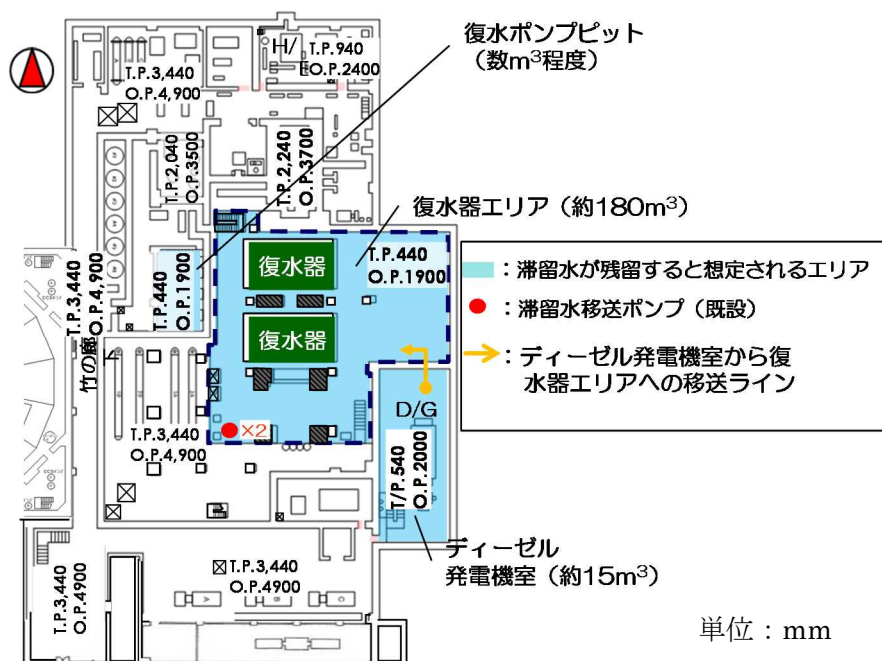 復水ポンプピット
(数m³程度)
H/
T.P.940
O.P.2400
T.P.3,440
O.P.4,900
T.P.2,040
O.P.3500
T.P.2,240
O.P.3700
復水器エリア(約180m³)
T.P.440
O.P.1900
復水器
T.P.440
O.P.1900
T.P.3,440
O.P.4,900
復水器
竹の廊下
:滞留水が残留すると想定されるエリア
:滞留水移送ポンプ(既設)
:ディーゼル発電機室から復
水器エリアへの移送ライン
D/G
×2
T.P.3,440
O.P.4,900
T/P.540
O.P.2000
ディーゼル
発電機室(約15m³)
T.P.3,440
O.P.4900
T.P.3,440
O.P.4900
A
B
C
単位:mm